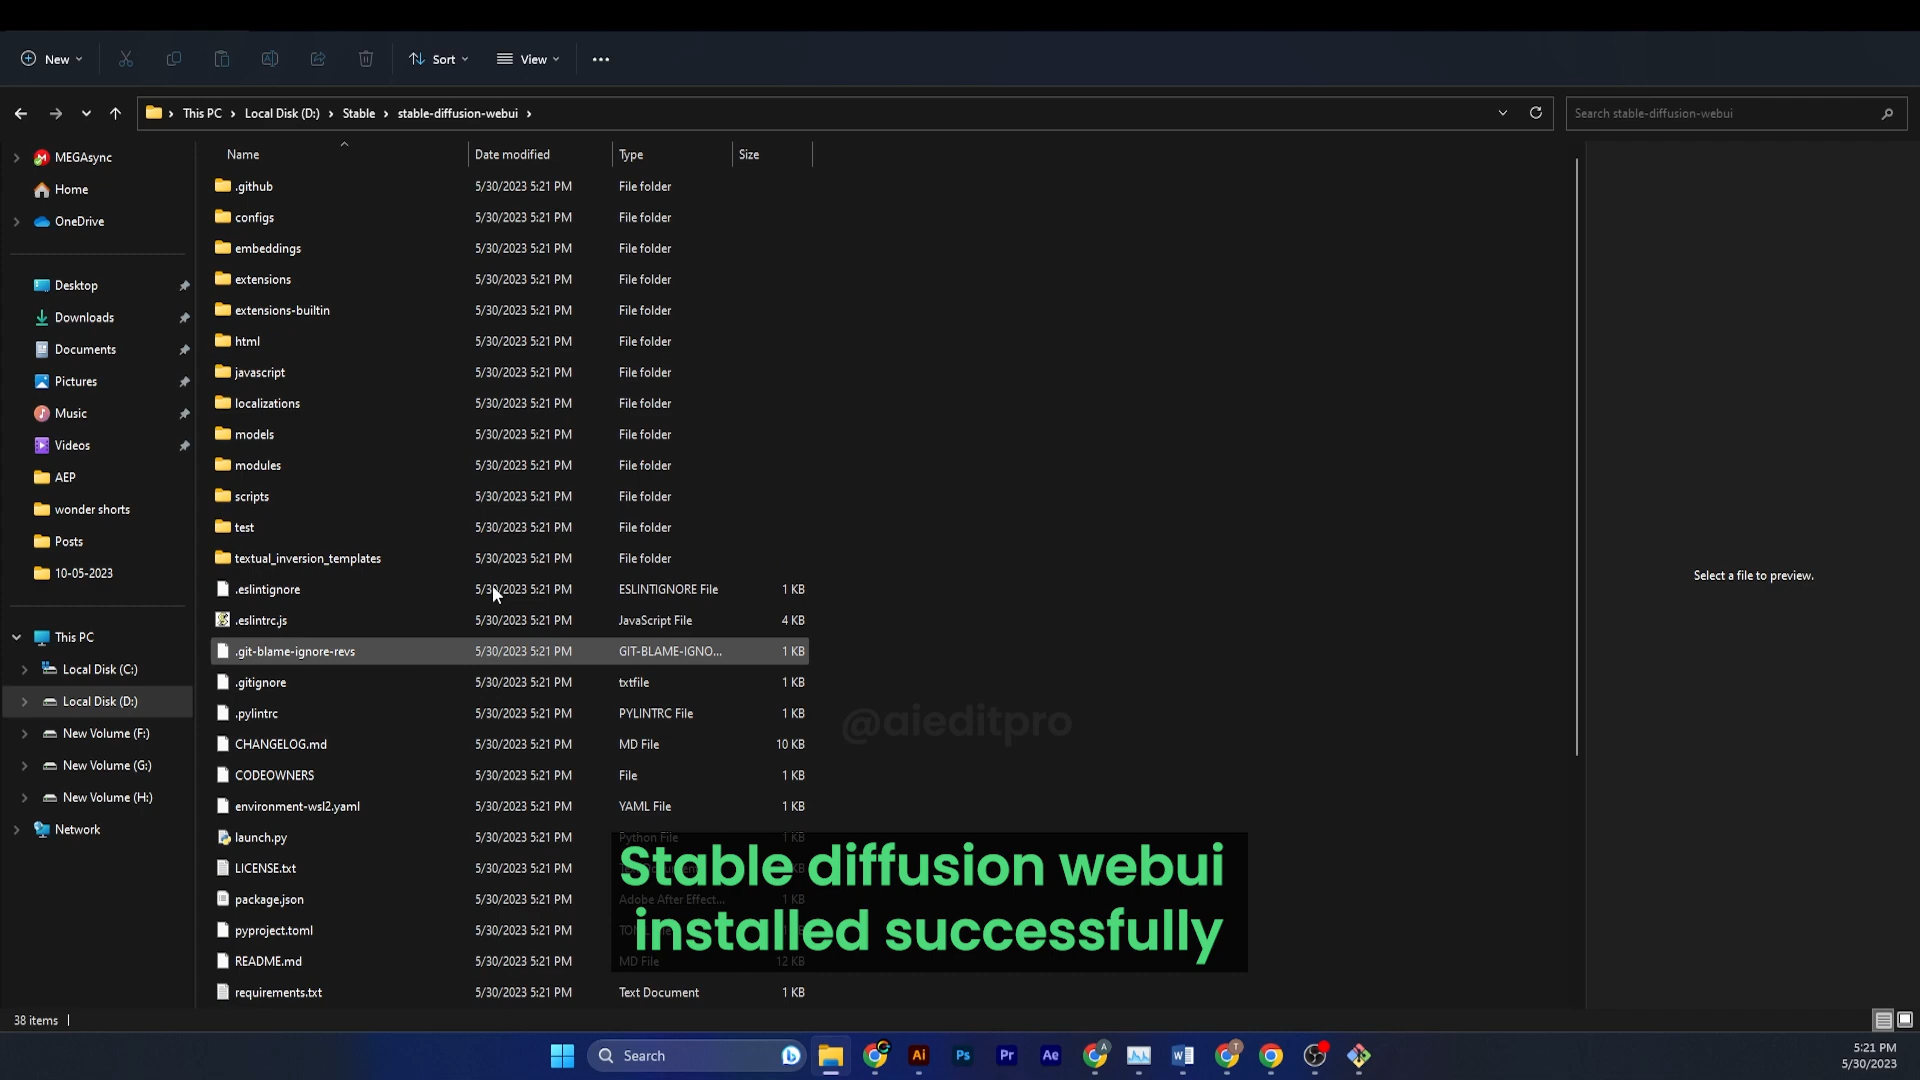 New
Sort
View
This PC
Local Disk (D:)
Stable
stable-diffusion-webui
Search stable-diffusion-webui
MEGAsync
Home
OneDrive
Desktop
Downloads
Documents
Pictures
Music
Videos
AEP
wonder shorts
Posts
10-05-2023
This PC
Local Disk (C:)
Local Disk (D:)
New Volume (F:)
New Volume (G:)
New Volume (H:)
Network
Name Date modified Type Size
.github 5/30/2023 5:21 PM File folder
configs 5/30/2023 5:21 PM File folder
embeddings 5/30/2023 5:21 PM File folder
extensions 5/30/2023 5:21 PM File folder
extensions-builtin 5/30/2023 5:21 PM File folder
html 5/30/2023 5:21 PM File folder
javascript 5/30/2023 5:21 PM File folder
localizations 5/30/2023 5:21 PM File folder
models 5/30/2023 5:21 PM File folder
modules 5/30/2023 5:21 PM File folder
scripts 5/30/2023 5:21 PM File folder
test 5/30/2023 5:21 PM File folder
textual_inversion_templates 5/30/2023 5:21 PM File folder
.eslintignore 5/30/2023 5:21 PM ESLINTIGNORE File 1 KB
.eslintrc.js 5/30/2023 5:21 PM JavaScript File 4 KB
.git-blame-ignore-revs 5/30/2023 5:21 PM GIT-BLAME-IGNO... 1 KB
.gitignore 5/30/2023 5:21 PM txtfile 1 KB
.pylintrc 5/30/2023 5:21 PM PYLINTRC File 1 KB
CHANGELOG.md 5/30/2023 5:21 PM MD File 10 KB
CODEOWNERS 5/30/2023 5:21 PM File 1 KB
environment-wsl2.yaml 5/30/2023 5:21 PM YAML File 1 KB
launch.py 5/30/2023 5:21 PM Python File 1 KB
LICENSE.txt 5/30/2023 5:21 PM
package.json 5/30/2023 5:21 PM Adobe After Effect... 1 KB
pyproject.toml 5/30/2023 5:21 PM
README.md 5/30/2023 5:21 PM MD File 12 KB
requirements.txt 5/30/2023 5:21 PM Text Document 1 KB
@aieditpro
Stable diffusion webui
installed successfully
Select a file to preview.
38 items
Search
Ai
Ps
Pr
Ae
A
W
T
5:21 PM
5/30/2023